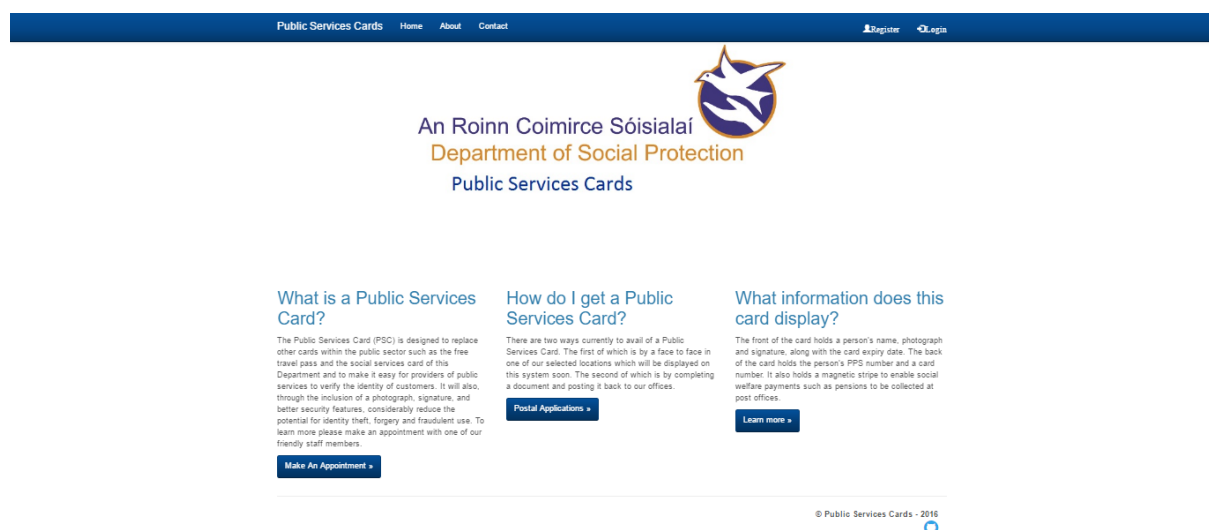 Public Services Cards Home About Contact Register Login
An Roinn Coimirce Sóisialaí
Department of Social Protection
Public Services Cards
What is a Public Services
Card?
The Public Services Card (PSC) is designed to replace
other cards within the public sector such as the free
travel pass and the social services card of this
Department and to make it easy for providers of public
services to verify the identity of customers. It will also,
through the inclusion of a photograph, signature, and
better security features, considerably reduce the
potential for identity theft, forgery and fraudulent use. To
learn more please make an appointment with one of our
friendly staff members.
Make An Appointment »
How do I get a Public
Services Card?
There are two ways currently to avail of a Public
Services Card. The first of which is by a face to face in
one of our selected locations which will be displayed on
this system soon. The second of which is by completing
a document and posting it back to our offices.
Postal Applications »
What information does this
card display?
The front of the card holds a person's name, photograph
and signature, along with the card expiry date. The back
of the card holds the person's PPS number and a card
number. It also holds a magnetic stripe to enable social
welfare payments such as pensions to be collected at
post offices.
Learn more »
© Public Services Cards - 2016